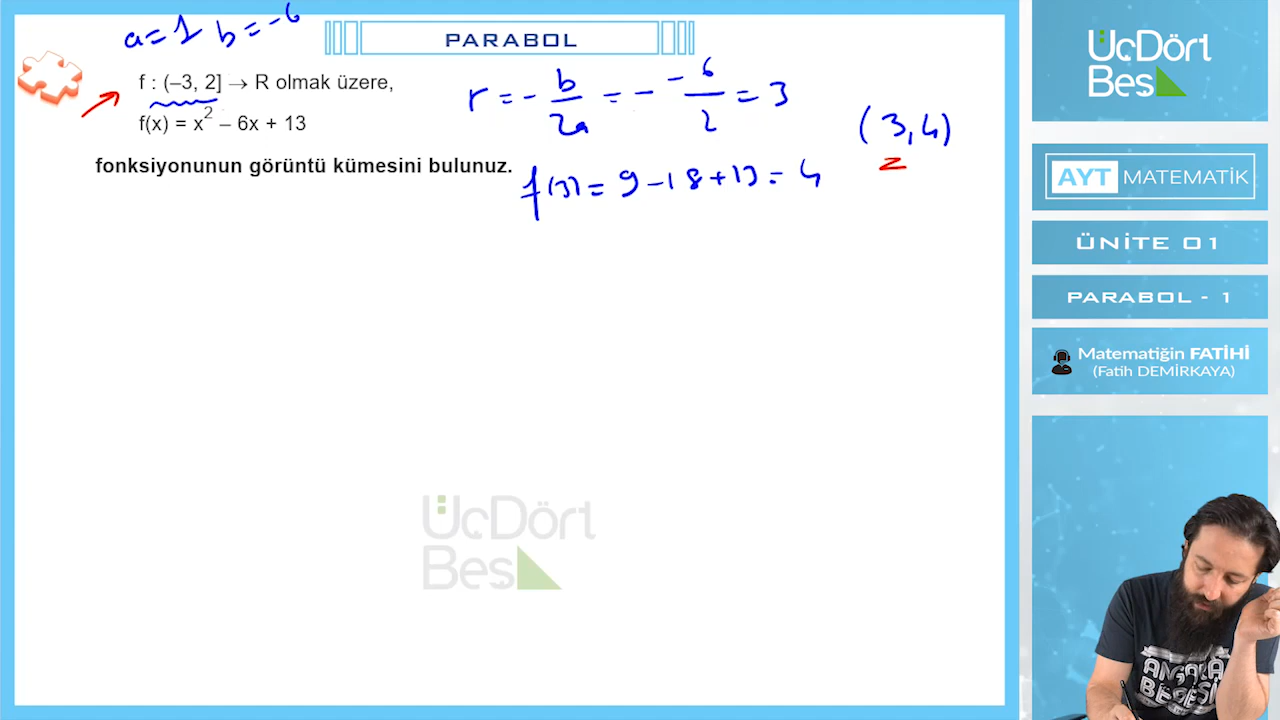 a=1 b=-6
PARABOL
f : (–3, 2] → R olmak üzere,
f(x) = x² – 6x + 13
fonksiyonunun görüntü kümesini bulunuz.
r = - b/2a = - -6/2 = 3
f(3) = 9 - 18 + 13 = 4
(3,4)
ÜçDört
Beş
ÜçDört
Beş
AYT MATEMATİK
ÜNİTE 01
PARABOL - 1
Matematiğin FATİHİ
(Fatih DEMİRKAYA)
ANGARA
BEBESİ